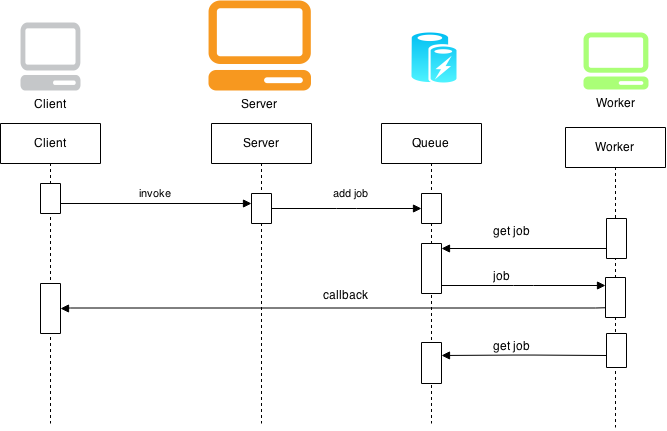 Client
Server
Worker
Client
Server
Queue
Worker
invoke
add job
get job
job
callback
get job